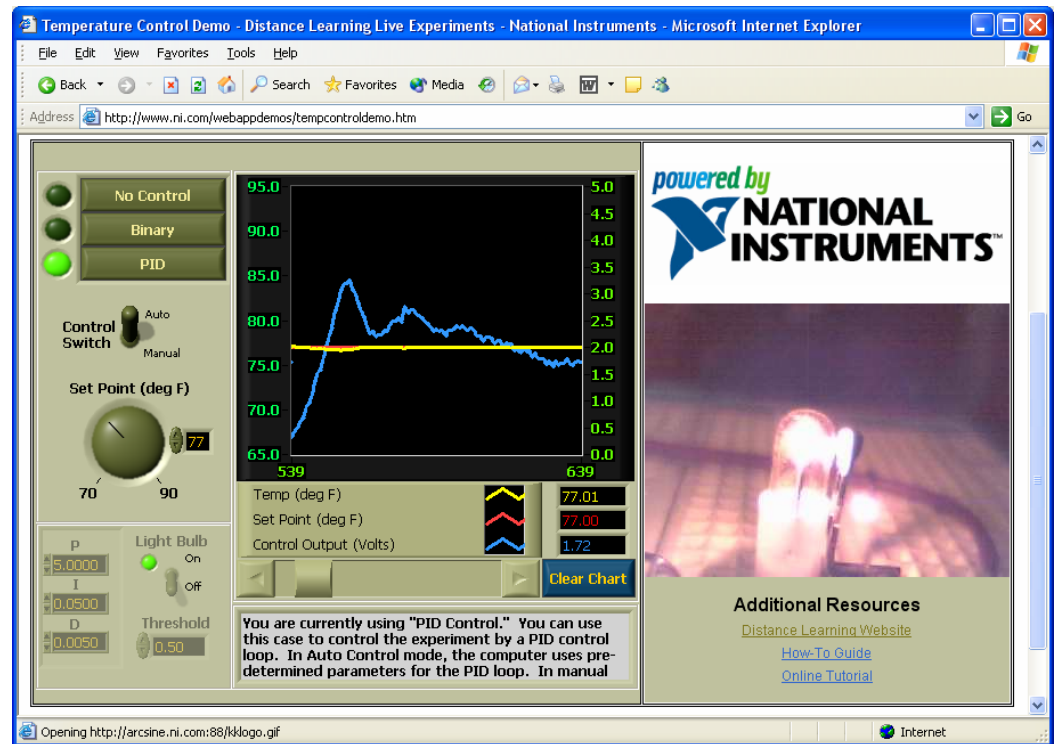 Temperature Control Demo - Distance Learning Live Experiments - National Instruments - Microsoft Internet Explorer
File Edit View Favorites Tools Help
Back Search Favorites Media
Address http://www.ni.com/webappdemos/tempcontroldemo.htm Go
No Control
Binary
PID
Control Switch
Auto
Manual
Set Point (deg F)
77
70 90
P
5.0000
I
0.0500
D
0.0050
Light Bulb
On
Off
Threshold
0.50
95.0
90.0
85.0
80.0
75.0
70.0
65.0
5.0
4.5
4.0
3.5
3.0
2.5
2.0
1.5
1.0
0.5
0.0
539 639
Temp (deg F) 77.01
Set Point (deg F) 77.00
Control Output (Volts) 1.72
Clear Chart
You are currently using "PID Control." You can use
this case to control the experiment by a PID control
loop. In Auto Control mode, the computer uses pre-
determined parameters for the PID loop. In manual
powered by
NATIONAL
INSTRUMENTS™
Additional Resources
Distance Learning Website
How-To Guide
Online Tutorial
Opening http://arcsine.ni.com:88/kklogo.gif Internet